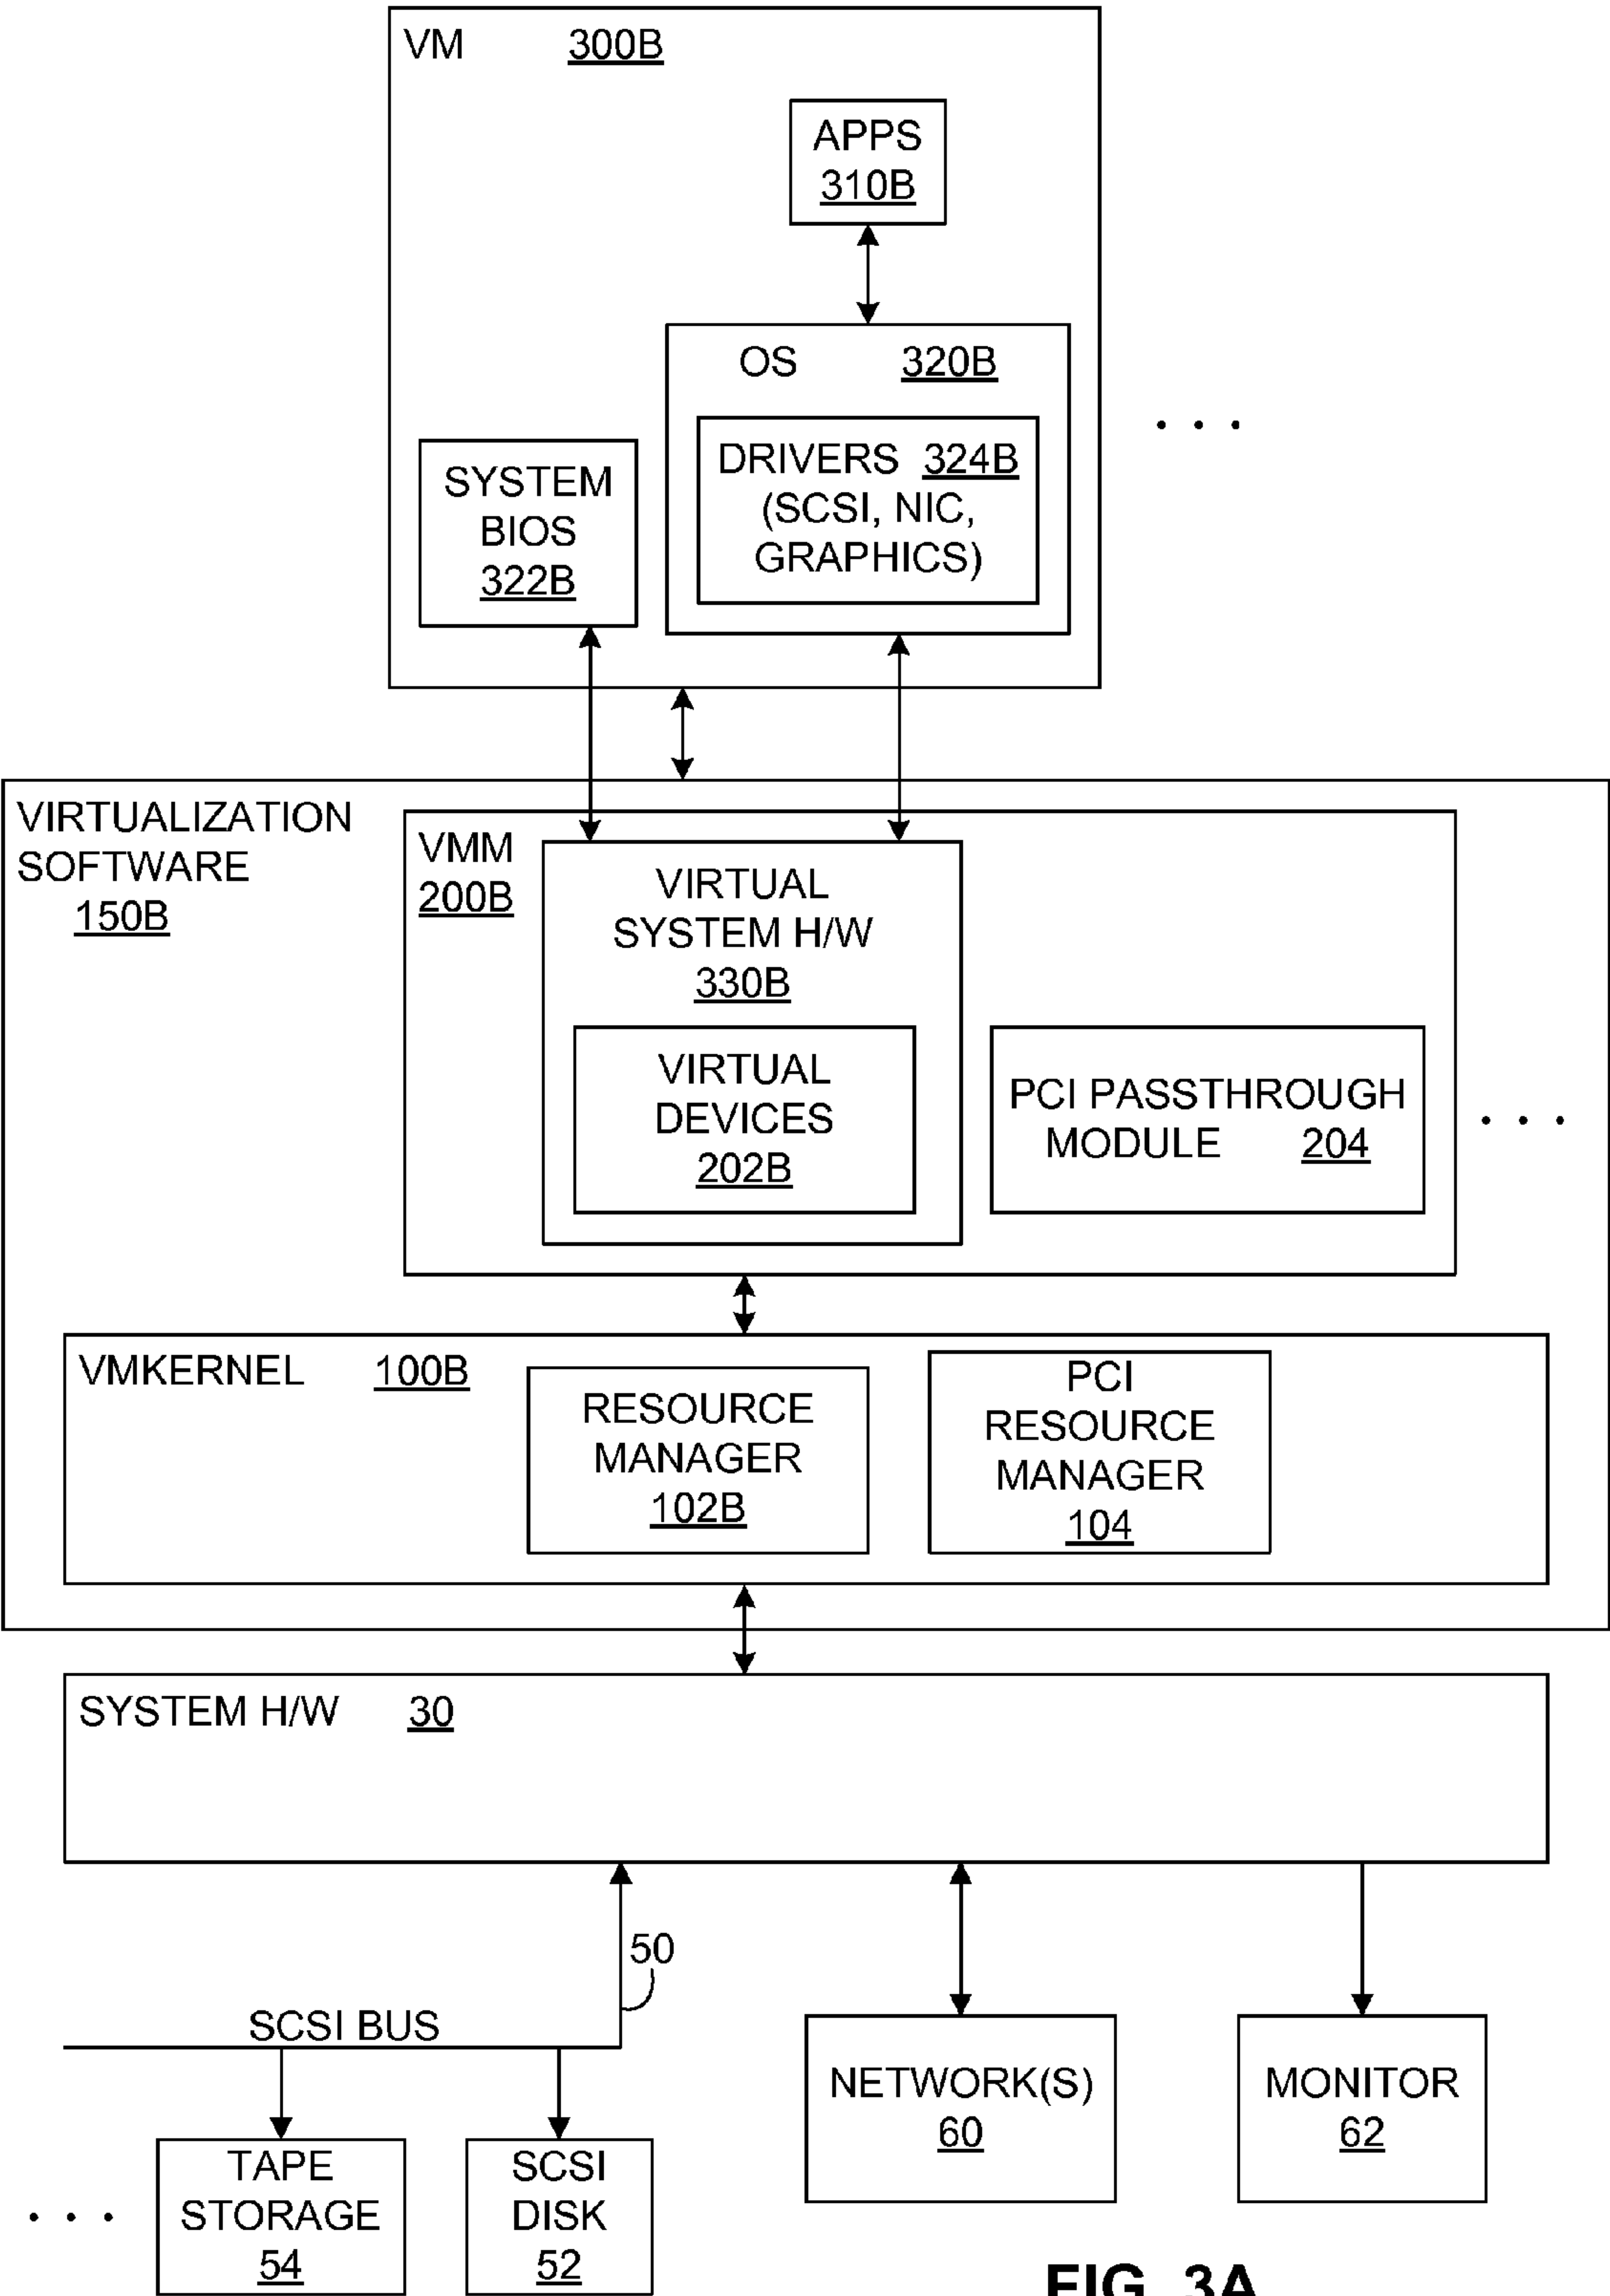 VM 300B
APPS
310B
OS 320B
DRIVERS 324B
(SCSI, NIC,
GRAPHICS)
SYSTEM
BIOS
322B
. . .
VIRTUALIZATION
SOFTWARE
150B
VMM
200B
VIRTUAL
SYSTEM H/W
330B
VIRTUAL
DEVICES
202B
PCI PASSTHROUGH
MODULE 204
. . .
VMKERNEL 100B
RESOURCE
MANAGER
102B
PCI
RESOURCE
MANAGER
104
SYSTEM H/W 30
50
SCSI BUS
NETWORK(S)
60
MONITOR
62
. . .
TAPE
STORAGE
54
SCSI
DISK
52
FIG. 3A